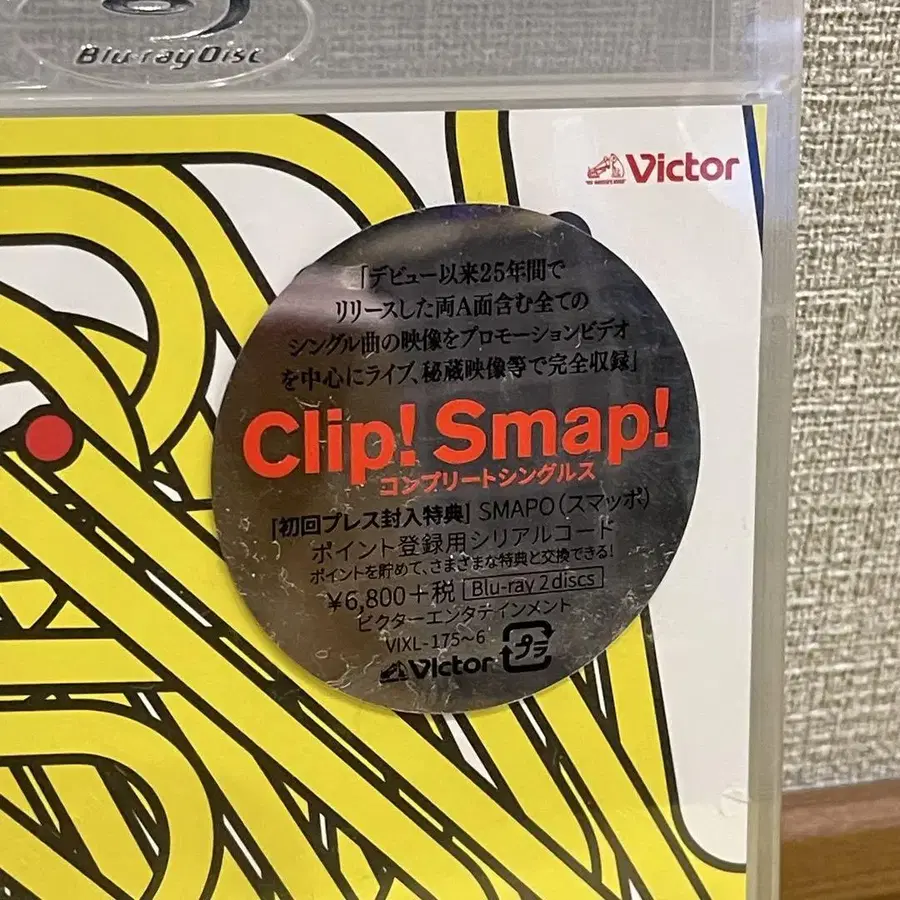 Blu-ray Disc
Victor
「デビュー以来25年間で
リリースした両A面含む全ての
シングル曲の映像をプロモーションビデオ
を中心にライブ、秘蔵映像等で完全収録」
Clip! Smap!
コンプリートシングルス
[初回プレス封入特典] SMAPO(スマッポ)
ポイント登録用シリアルコード
ポイントを貯めて、さまざまな特典と交換できる!
¥6,800+税 Blu-ray 2 discs
ビクターエンタテインメント
VIXL-175〜6
Victor プラ